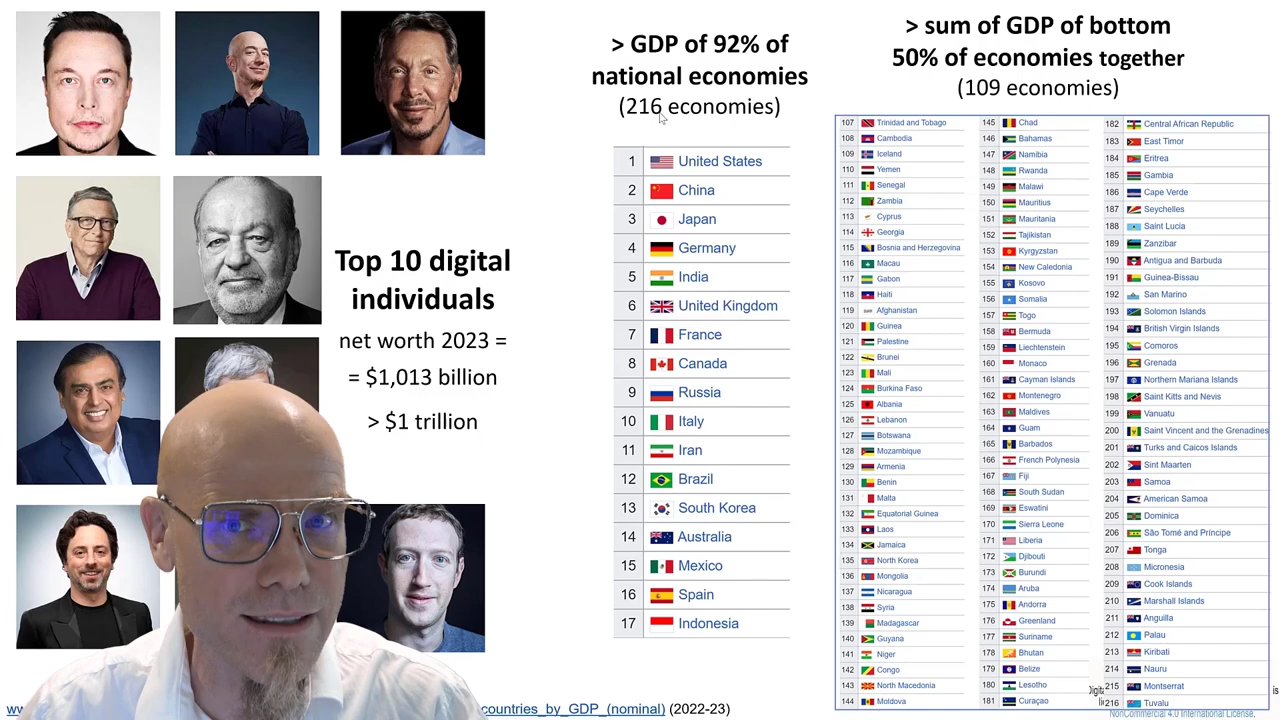 > GDP of 92% of
national economies
(216 economies)
> sum of GDP of bottom
50% of economies together
(109 economies)
Top 10 digital
individuals
net worth 2023 =
= $1,013 billion
> $1 trillion
1 United States
2 China
3 Japan
4 Germany
5 India
6 Uted Kingdom
7 France
8 Canada
9 Russia
10 Italy
11 Iran
12 Brazil
13 South Korea
14 Australia
15 Mexico
16 Spain
17 Indonesia
107 Trinidad and Tobago
108 Cambodia
109 Iceland
110 Yemen
111 Senegal
112 Zambia
113 Cyprus
114 Georgia
115 Bosnia and Herzegovina
116 Macau
117 Gabon
118 Haiti
119 Afghanistan
120 Guinea
121 Palestine
122 Brunei
123 Mali
124 Burkina Faso
125 Albania
126 Lebanon
127 Botswana
128 Mozambique
129 Armenia
130 Benin
131 Malta
132 Equatorial Guinea
133 Laos
134 Jamaica
135 North Korea
136 Mongolia
137 Nicaragua
138 Syria
139 Madagascar
140 Guyana
141 Niger
142 Congo
143 North Macedonia
144 Moldova
145 Chad
146 Bahamas
147 Namibia
148 Rwanda
149 Malawi
150 Mauritius
151 Mauritania
152 Tajikistan
153 Kyrgyzstan
154 New Caledonia
155 Kosovo
156 Somalia
157 Togo
158 Bermuda
159 Liechtenstein
160 Monaco
161 Cayman Islands
162 Montenegro
163 Maldives
164 Guam
165 Barbados
166 French Polynesia
167 Fiji
168 South Sudan
169 Eswatini
170 Sierra Leone
171 Liberia
172 Djibouti
173 Burundi
174 Aruba
175 Andorra
176 Greenland
177 Suriname
178 Bhutan
179 Belize
180 Lesotho
181 Curaçao
182 Central African Republic
183 East Timor
184 Eritrea
185 Gambia
186 Cape Verde
187 Seychelles
188 Saint Lucia
189 Zanzibar
190 Antigua and Barbuda
191 Guinea-Bissau
192 San Marino
193 Solomon Islands
194 British Virgin Islands
195 Comoros
196 Grenada
197 Northern Mariana Islands
198 Saint Kitts and Nevis
199 Vanuatu
200 Saint Vincent and the Grenadines
201 Turks and Caicos Islands
202 Sint Maarten
203 Samoa
204 American Samoa
205 Dominica
206 São Tomé and Príncipe
207 Tonga
208 Micronesia
209 Cook Islands
210 Marshall Islands
211 Anguilla
212 Palau
213 Kiribati
214 Nauru
215 Montserrat
216 Tuvalu
countries_by_GDP_(nominal) (2022-23)
is
NonCommercial 4.0 International License.